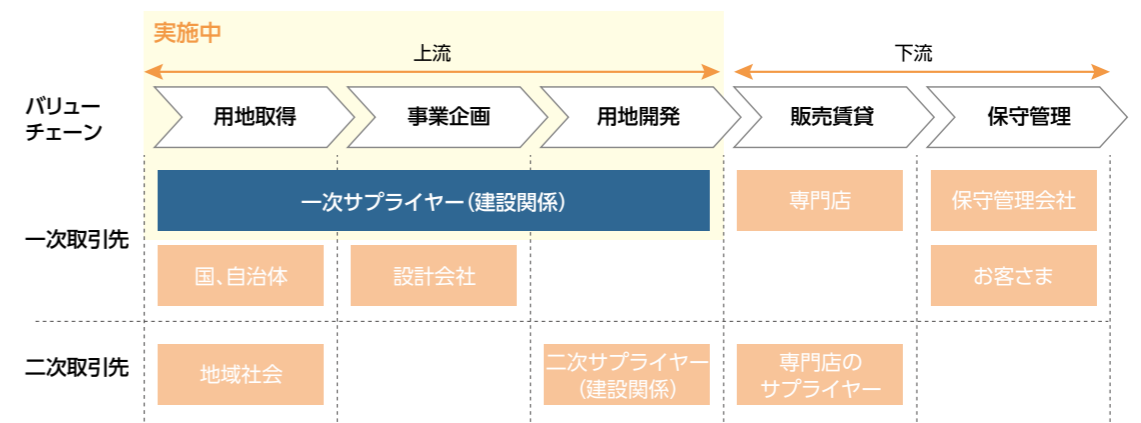 実施中
上流
下流
バリュー
チェーン
用地取得
事業企画
用地開発
販売賃貸
保守管理
一次取引先
一次サプライヤー(建設関係)
専門店
保守管理会社
国、自治体
設計会社
お客さま
二次取引先
地域社会
二次サプライヤー
(建設関係)
専門店の
サプライヤー